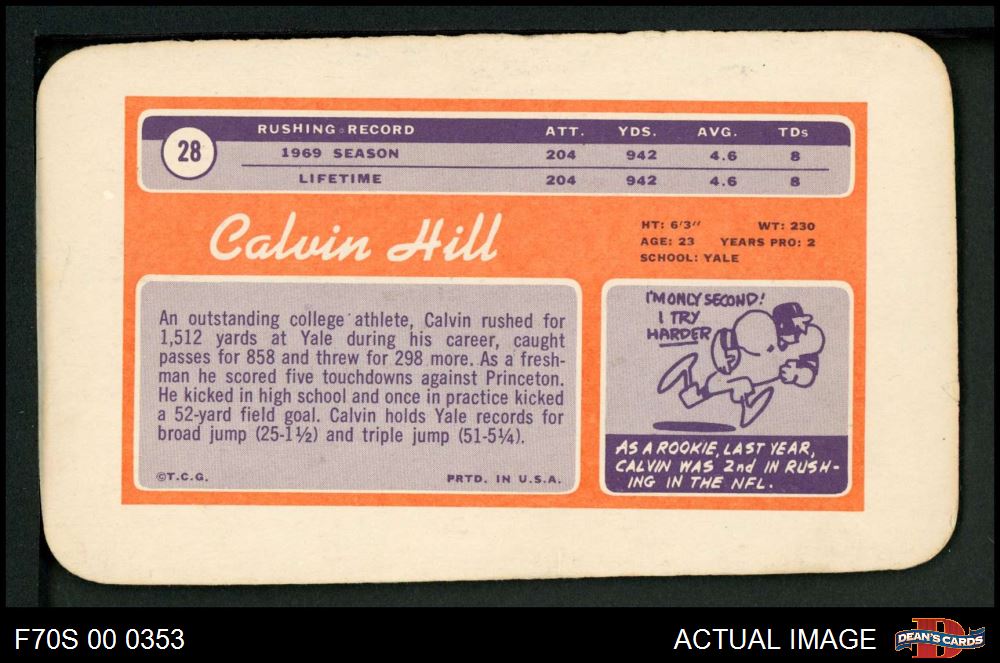 28
RUSHING RECORD ATT. YDS. AVG. TDs
1969 SEASON 204 942 4.6 8
LIFETIME 204 942 4.6 8
Calvin Hill
HT: 6'3" WT: 230
AGE: 23 YEARS PRO: 2
SCHOOL: YALE
An outstanding college athlete, Calvin rushed for
1,512 yards at Yale during his career, caught
passes for 858 and threw for 298 more. As a fresh-
man he scored five touchdowns against Princeton.
He kicked in high school and once in practice kicked
a 52-yard field goal. Calvin holds Yale records for
broad jump (25-1½) and triple jump (51-5¼).
©T.C.G. PRTD. IN U.S.A.
I'M ONLY SECOND!
I TRY
HARDER
AS A ROOKIE, LAST YEAR,
CALVIN WAS 2nd IN RUSH-
ING IN THE NFL.
F70S 00 0353 ACTUAL IMAGE DEAN'S CARDS